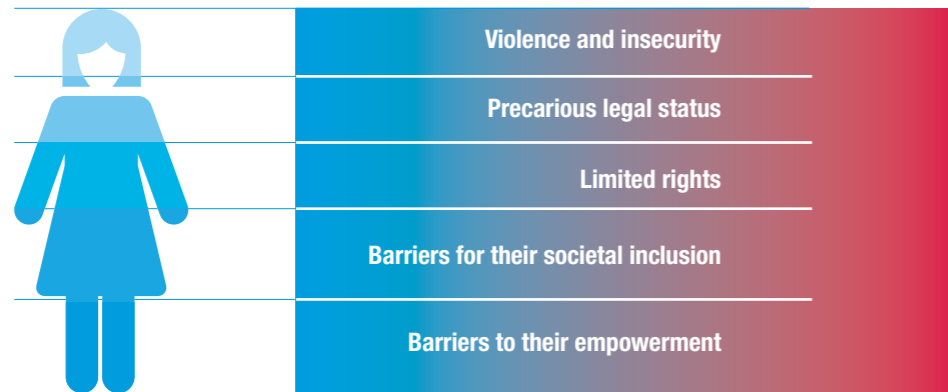 Violence and insecurity
Precarious legal status
Limited rights
Barriers for their societal inclusion
Barriers to their empowerment